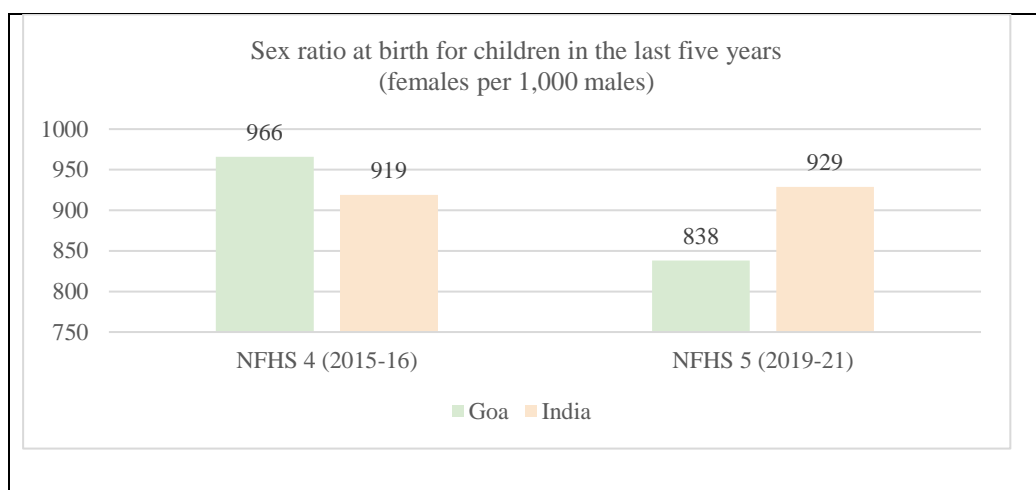 Sex ratio at birth for children in the last five years
(females per 1,000 males)
1000
950
900
850
800
750
966
919
838
929
NFHS 4 (2015-16)
NFHS 5 (2019-21)
Goa
India